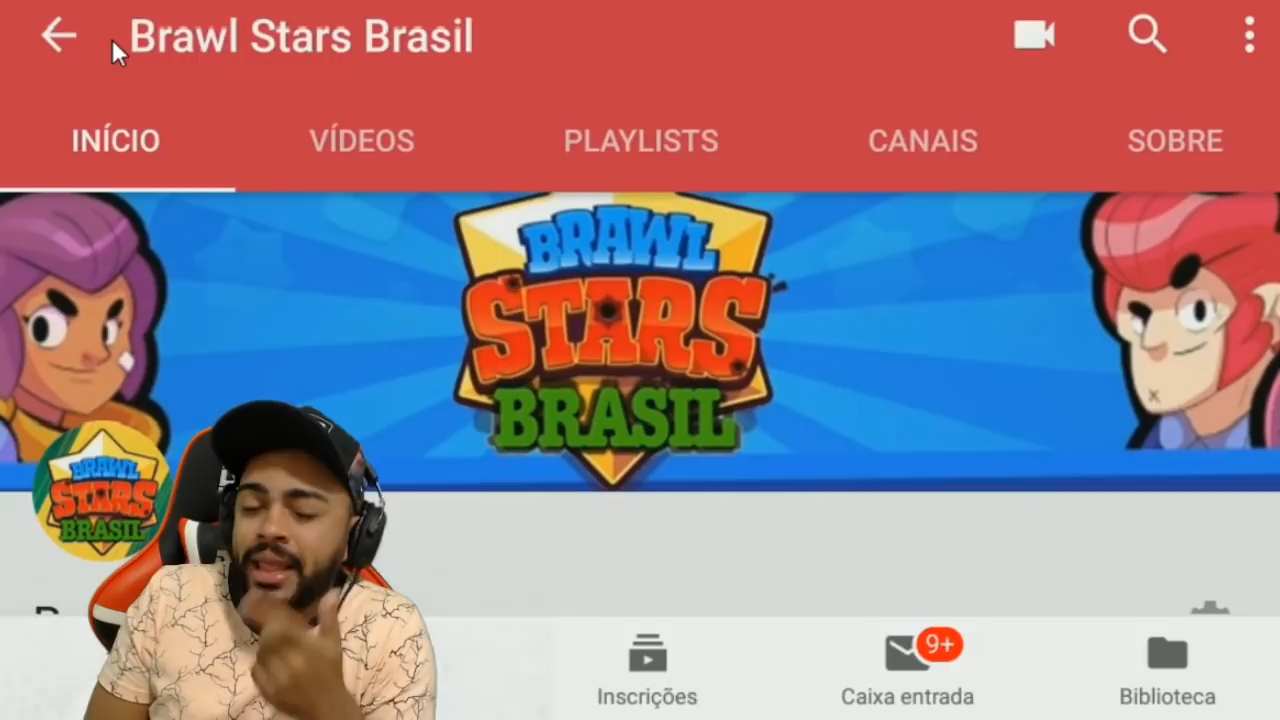 Brawl Stars Brasil
INÍCIO
VÍDEOS
PLAYLISTS
CANAIS
SOBRE
BRAWL
STARS
BRASIL
BRAWL
STARS
BRASIL
9+
Inscrições
Caixa entrada
Biblioteca